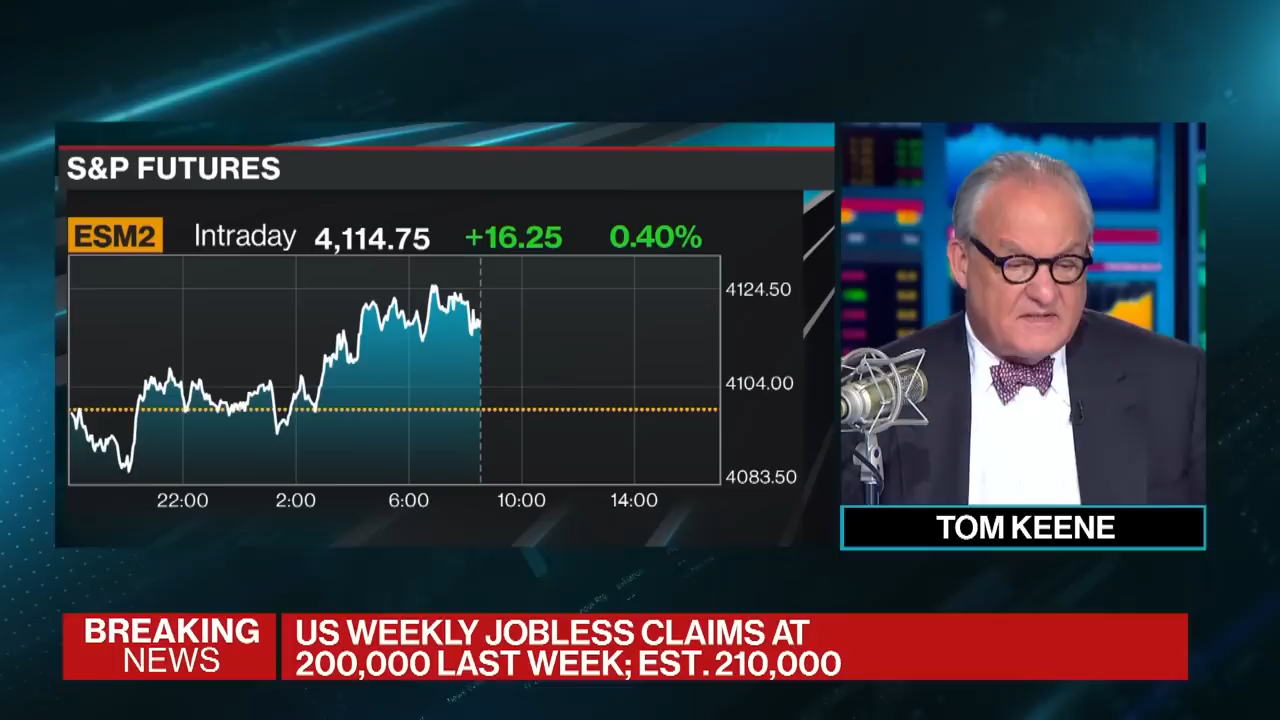 S&P FUTURES
ESM2 Intraday 4,114.75 +16.25 0.40%
4124.50
4104.00
4083.50
22:00 2:00 6:00 10:00 14:00
TOM KEENE
BREAKING
NEWS
US WEEKLY JOBLESS CLAIMS AT
200,000 LAST WEEK; EST. 210,000